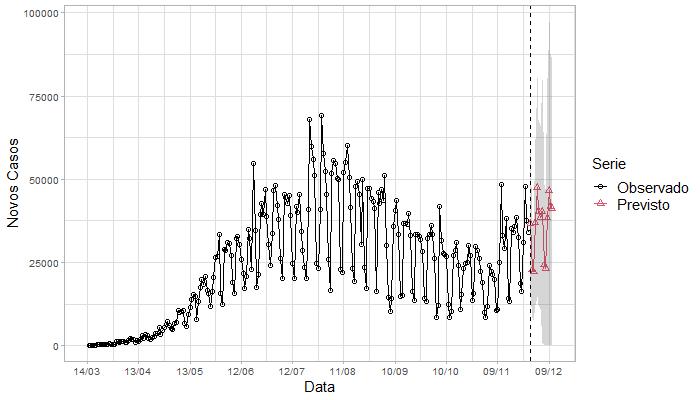 100000
75000
50000
25000
0
Novos Casos
14/03 13/04 13/05 12/06 12/07 11/08 10/09 10/10 09/11 09/12
Data
Serie
Observado
Previsto